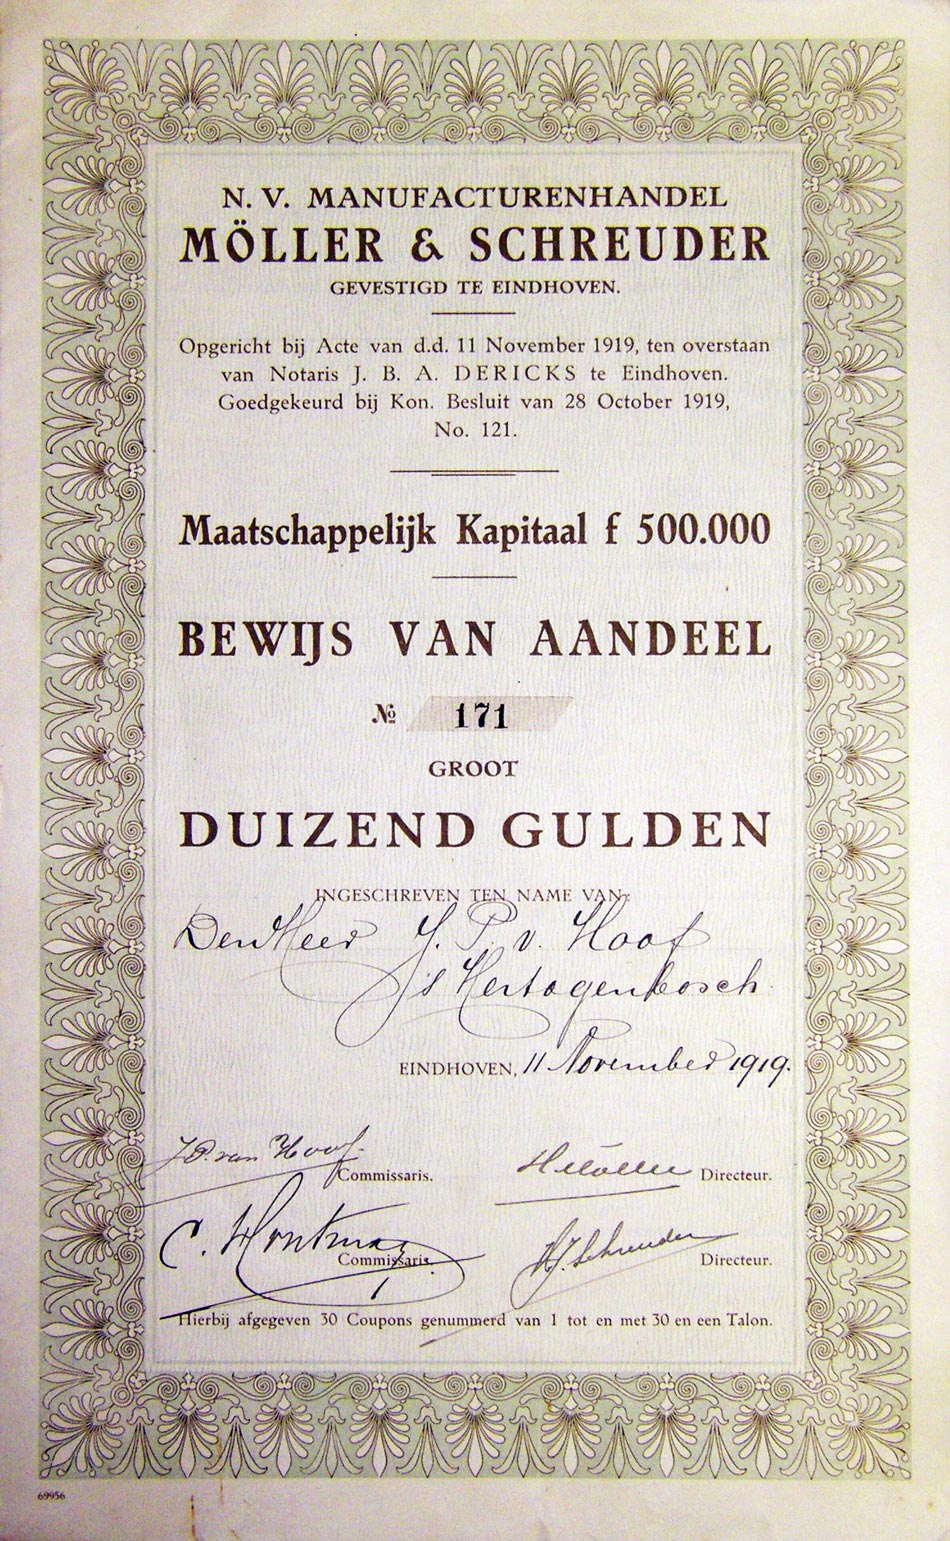 N. V. MANUFACTURENHANDEL
MÖLLER & SCHREUDER
GEVESTIGD TE EINDHOVEN.
Opgericht bij Acte van d.d. 11 November 1919, ten overstaan
van Notaris J. B. A. DERICKS te Eindhoven.
Goedgekeurd bij Kon. Besluit van 28 October 1919,
No. 121.
Maatschappelijk Kapitaal f 500.000
BEWIJS VAN AANDEEL
No 171
GROOT
DUIZEND GULDEN
INGESCHREVEN TEN NAME VAN:
Den Heer J. P. v. Hoof
's Hertogenbosch
EINDHOVEN, 11 November 1919.
J. P. van Hoof Commissaris. Directeur.
C. Commissaris. Schreuder Directeur.
Hierbij afgegeven 30 Coupons genummerd van 1 tot en met 30 en een Talon.
69956